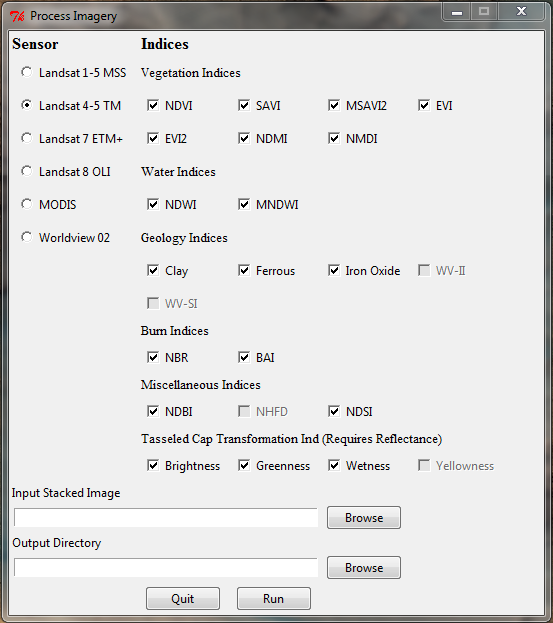 Process Imagery
Sensor Indices
Landsat 1-5 MSS Vegetation Indices
Landsat 4-5 TM NDVI SAVI MSAVI2 EVI
Landsat 7 ETM+ EVI2 NDMI NMDI
Landsat 8 OLI Water Indices
MODIS NDWI MNDWI
Worldview 02 Geology Indices
Clay Ferrous Iron Oxide WV-II
WV-SI
Burn Indices
NBR BAI
Miscellaneous Indices
NDBI NHFD NDSI
Tasseled Cap Transformation Ind (Requires Reflectance)
Brightness Greenness Wetness Yellowness
Input Stacked Image
Browse
Output Directory
Browse
Quit Run